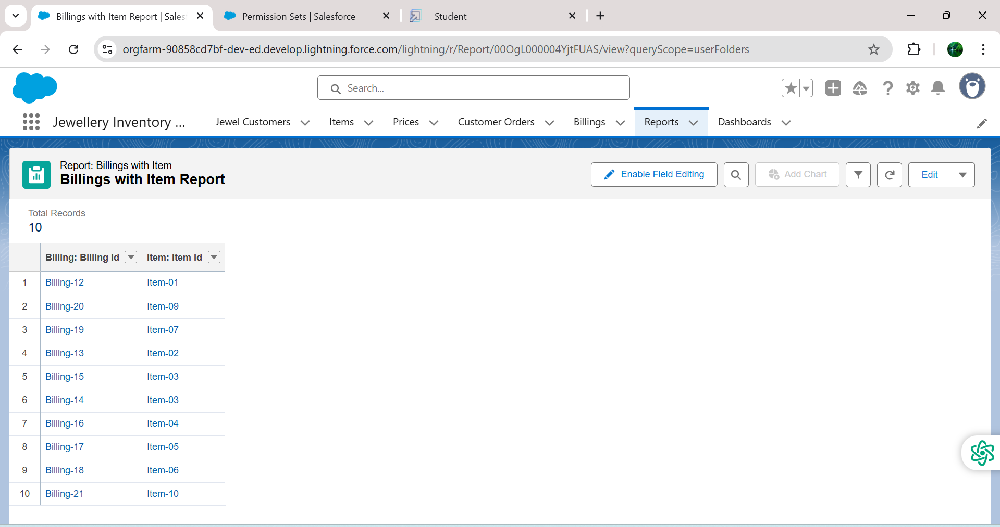 Billings with Item Report | Sales
Permission Sets | Salesforce
- Student
orgfarm-90858cd7bf-dev-ed.develop.lightning.force.com/lightning/r/Report/00OgL000004YjtFUAS/view?queryScope=userFolders
Search...
Jewellery Inventory ...
Jewel Customers
Items
Prices
Customer Orders
Billings
Reports
Dashboards
Report: Billings with Item
Billings with Item Report
Enable Field Editing
Add Chart
Edit
Total Records
10
Billing: Billing Id Item: Item Id
1 Billing-12 Item-01
2 Billing-20 Item-09
3 Billing-19 Item-07
4 Billing-13 Item-02
5 Billing-15 Item-03
6 Billing-14 Item-03
7 Billing-16 Item-04
8 Billing-17 Item-05
9 Billing-18 Item-06
10 Billing-21 Item-10